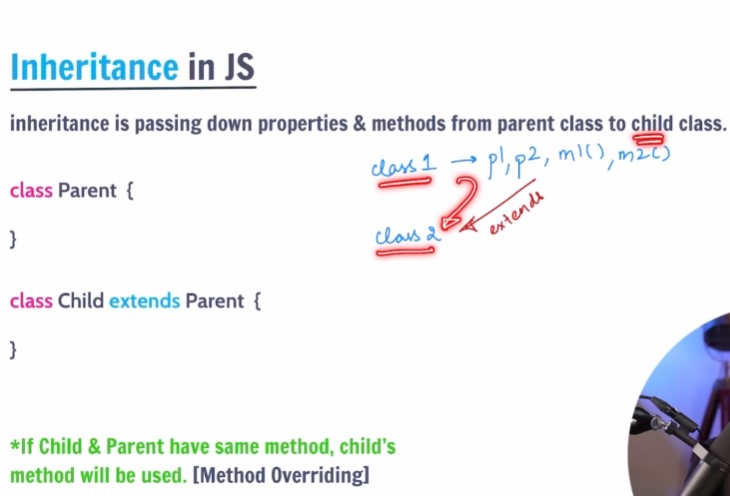 Inheritance in JS
inheritance is passing down properties & methods from parent class to child class.
class 1 → p1, p2, m1(), m2()
class Parent {
extends
class 2
}
class Child extends Parent {
}
*If Child & Parent have same method, child's
method will be used. [Method Overriding]